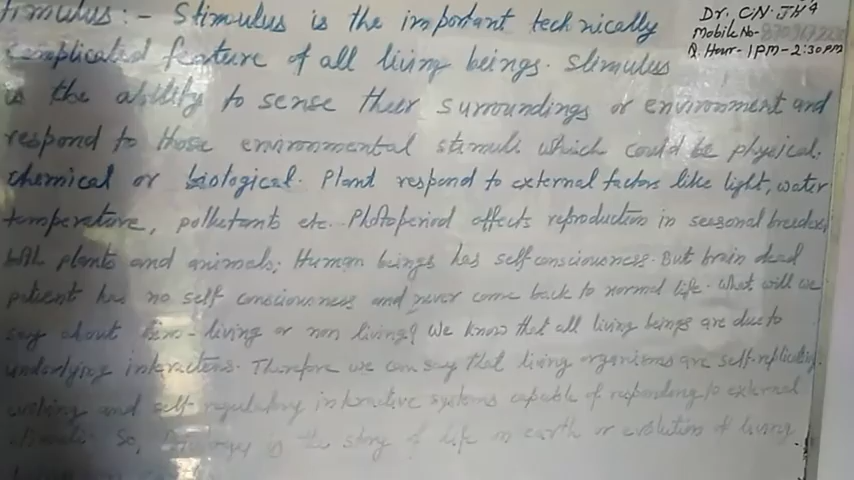 Stimulus:- Stimulus is the important technically
complicated feature of all living beings. Stimulus
is the ability to sense their surroundings or environment and
respond to those environmental stimuli which could be physical,
chemical or biological. Plant respond to external factors like light, water
temperature, pollutants etc. Photoperiod affects reproduction in seasonal breeders,
both plants and animals; Human beings has self consciousness. But brain dead
patient has no self consciousness and never come back to normal life. What will we
say about him - living or non living? We know that all living beings are due to
underlying interactions. Therefore we can say that living organisms are self-replicating,
evolving and self regulatory interactive systems capable of responding to external
stimuli. So, is the story of life on earth or evolution of living
Dr. C.N. Jha
Mobile No-
Q. Hour- 1PM-2:30PM